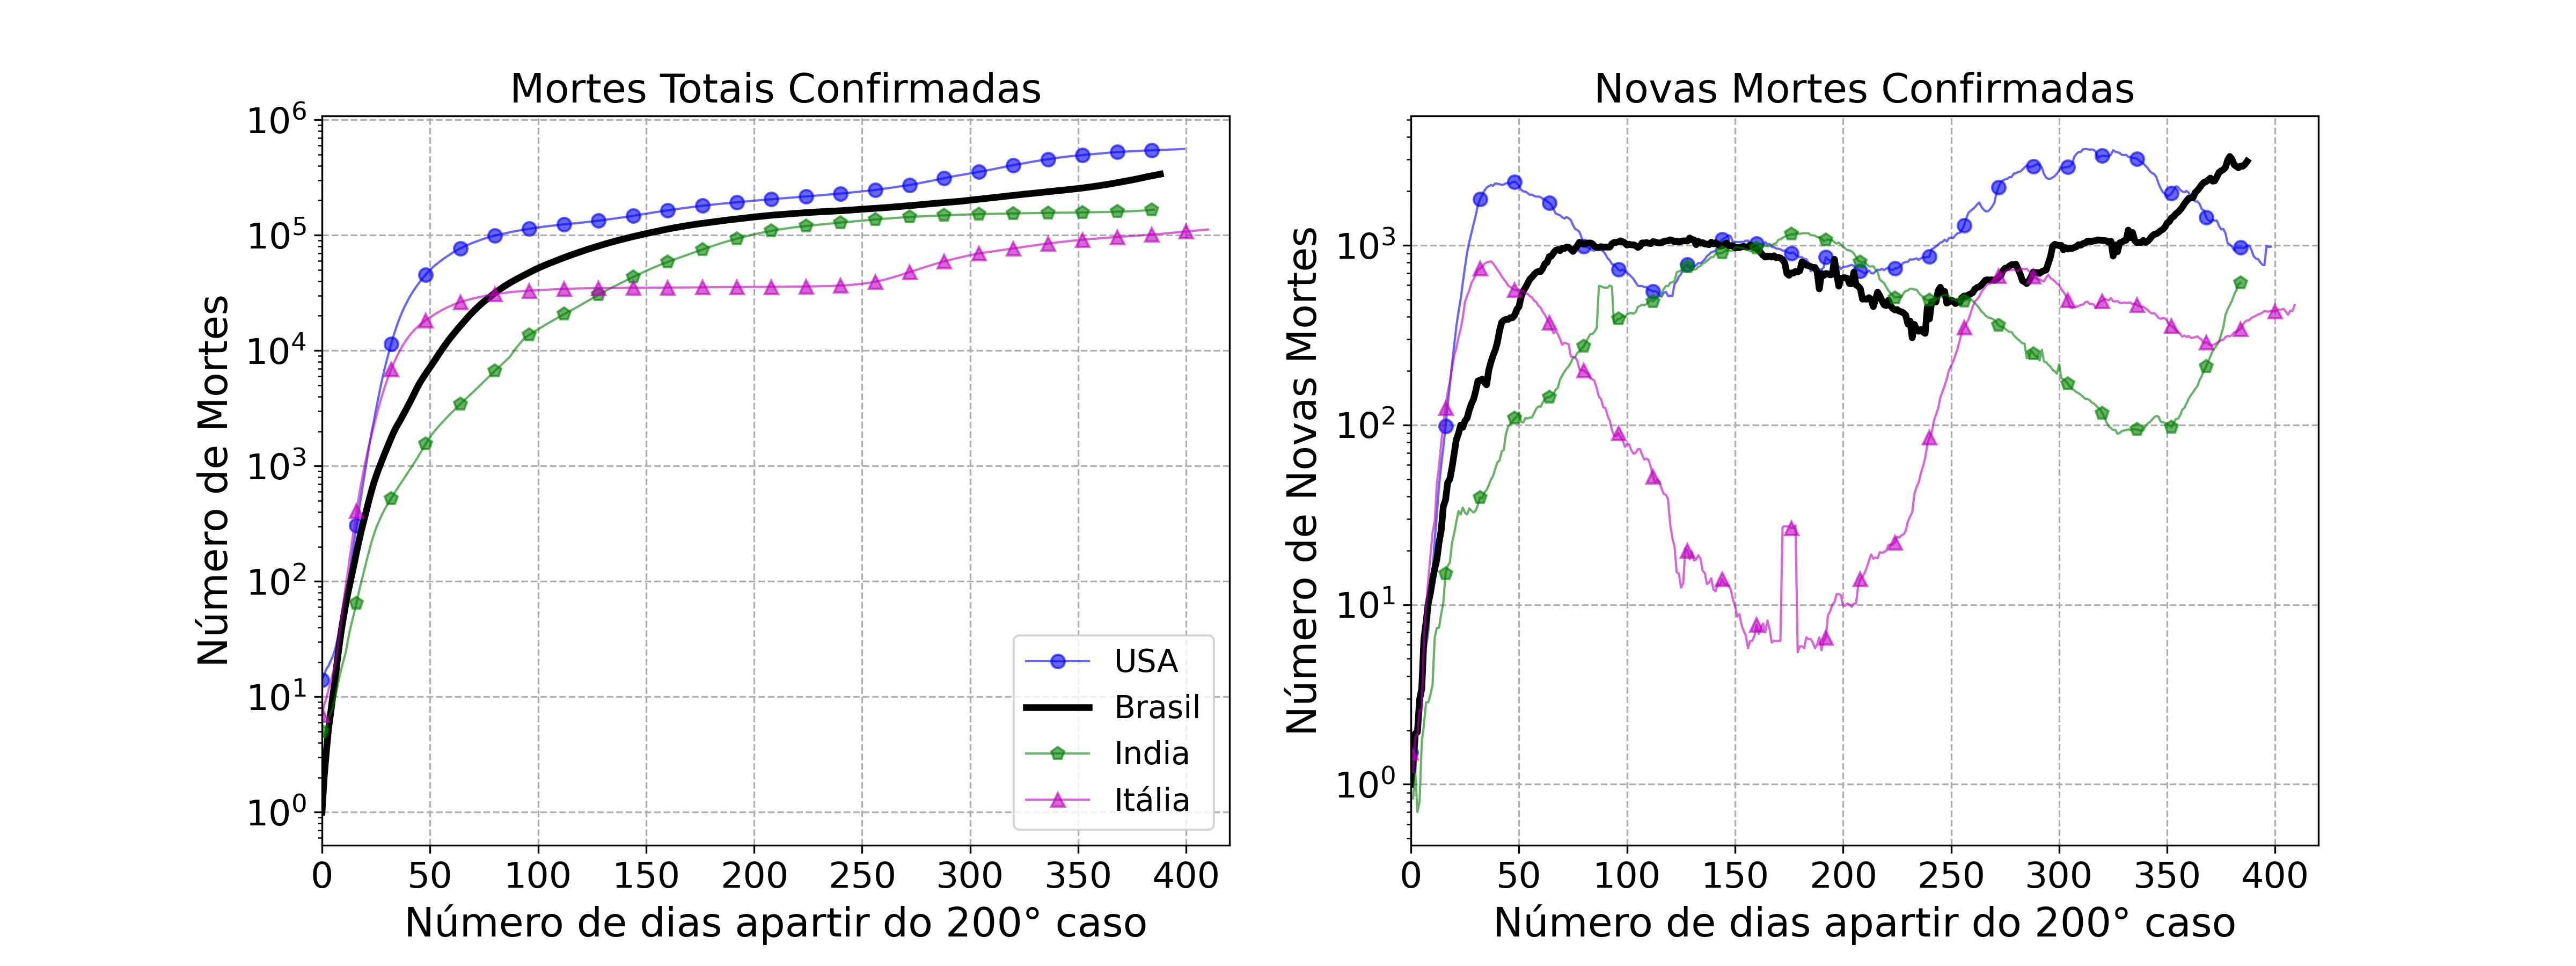 Mortes Totais Confirmadas
Número de Mortes
10^6
10^5
10^4
10^3
10^2
10^1
10^0
0 50 100 150 200 250 300 350 400
Número de dias apartir do 200° caso
USA
Brasil
India
Itália
Novas Mortes Confirmadas
Número de Novas Mortes
10^3
10^2
10^1
10^0
0 50 100 150 200 250 300 350 400
Número de dias apartir do 200° caso